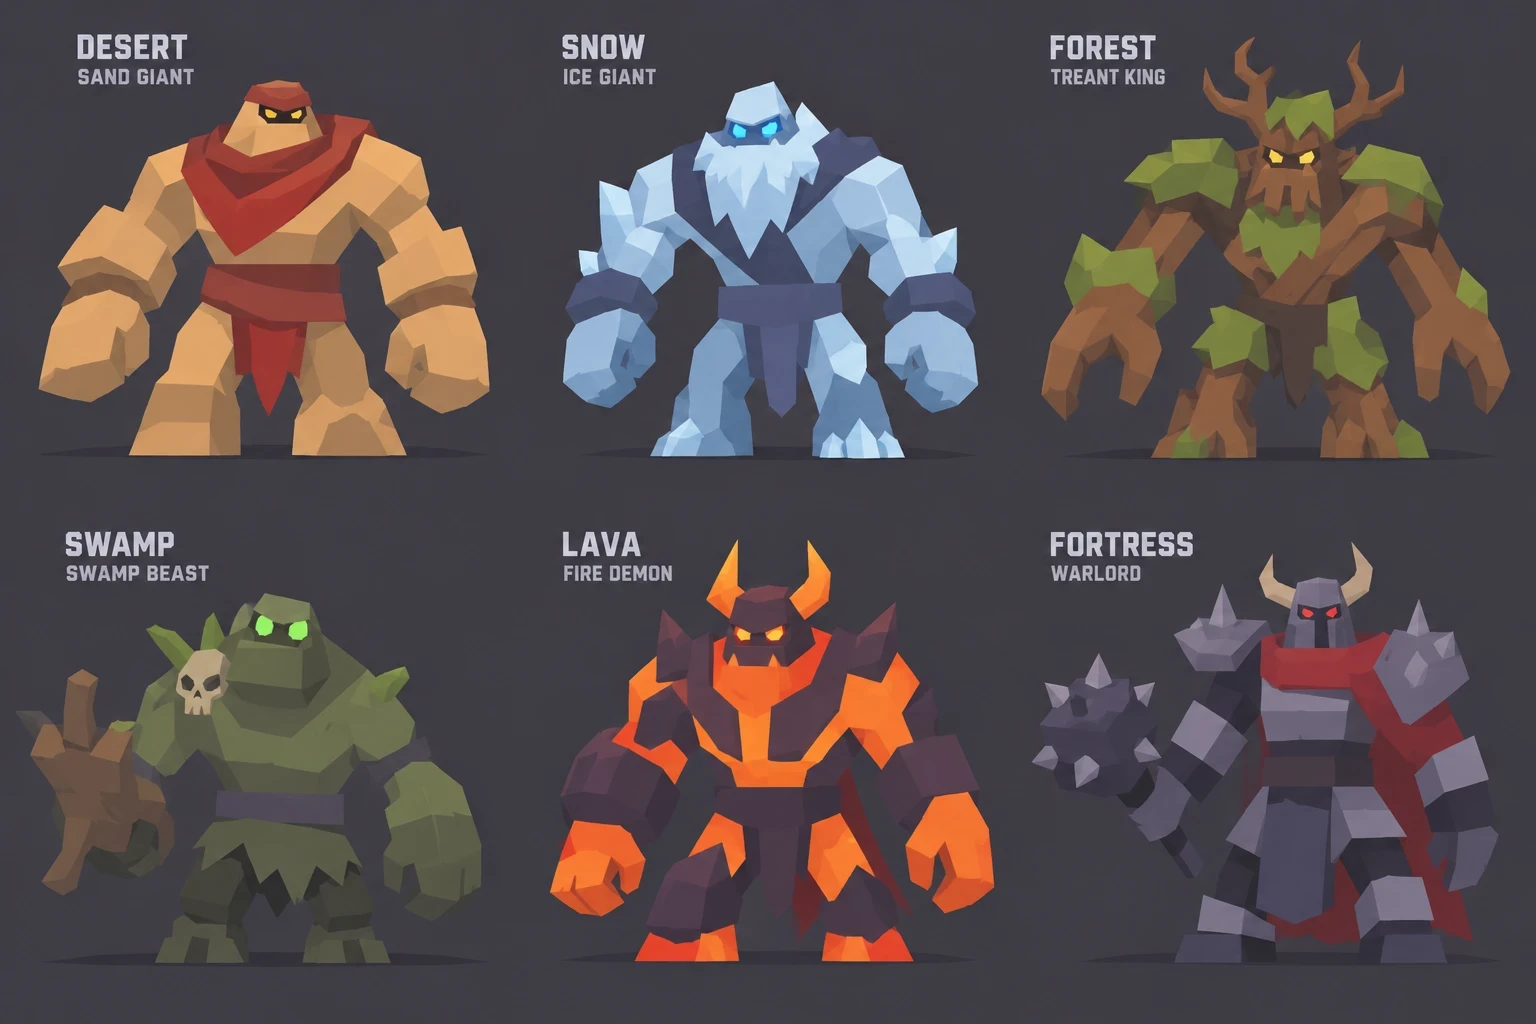 DESERT
SAND GIANT
SNOW
ICE GIANT
FOREST
TREANT KING
SWAMP
SWAMP BEAST
LAVA
FIRE DEMON
FORTRESS
WARLORD